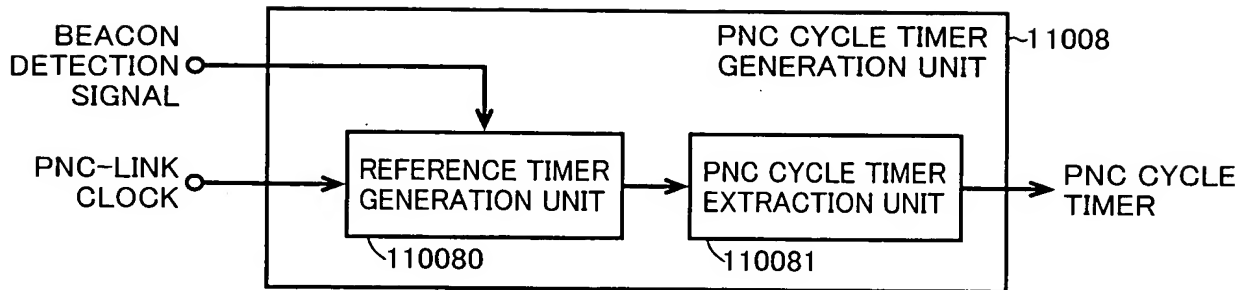 BEACON
DETECTION
SIGNAL
PNC CYCLE TIMER
GENERATION UNIT
11008
PNC-LINK
CLOCK
REFERENCE TIMER
GENERATION UNIT
110080
PNC CYCLE TIMER
EXTRACTION UNIT
110081
PNC CYCLE
TIMER